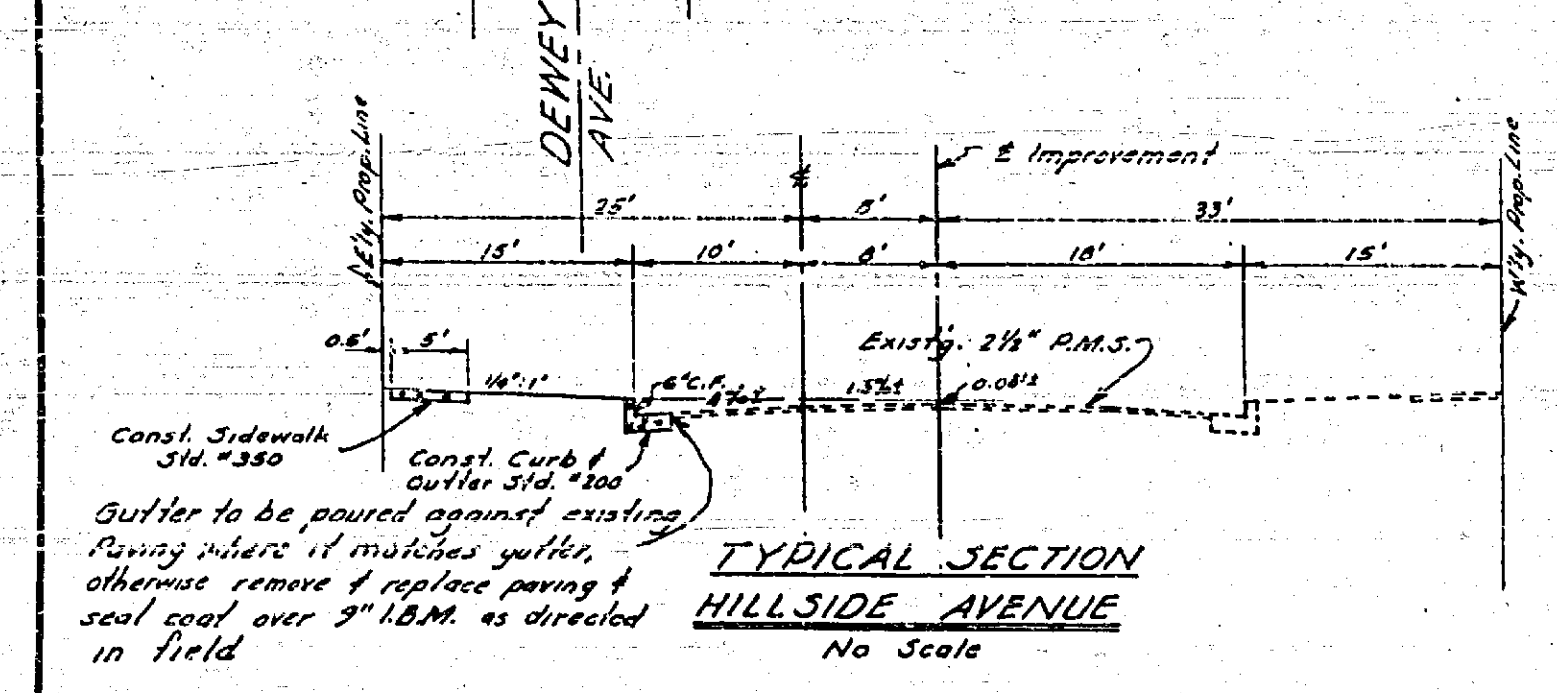 DEWEY
AVE.
E'ly. Prop. Line
W'ly. Prop. Line
℄ Improvement
25' 8' 33'
15' 10' 8' 18' 15'
0.5' 5'
Existg. 2½" P.M.S.
¼":1' 6" C.F. 1.5%±
Const. Sidewalk
Std. #350
Const. Curb &
Gutter Std. #200
Gutter to be poured against existing
Paving where it matches gutter,
otherwise remove & replace paving &
seal coat over 9" I.B.M. as directed
in field
TYPICAL SECTION
HILLSIDE AVENUE
No Scale